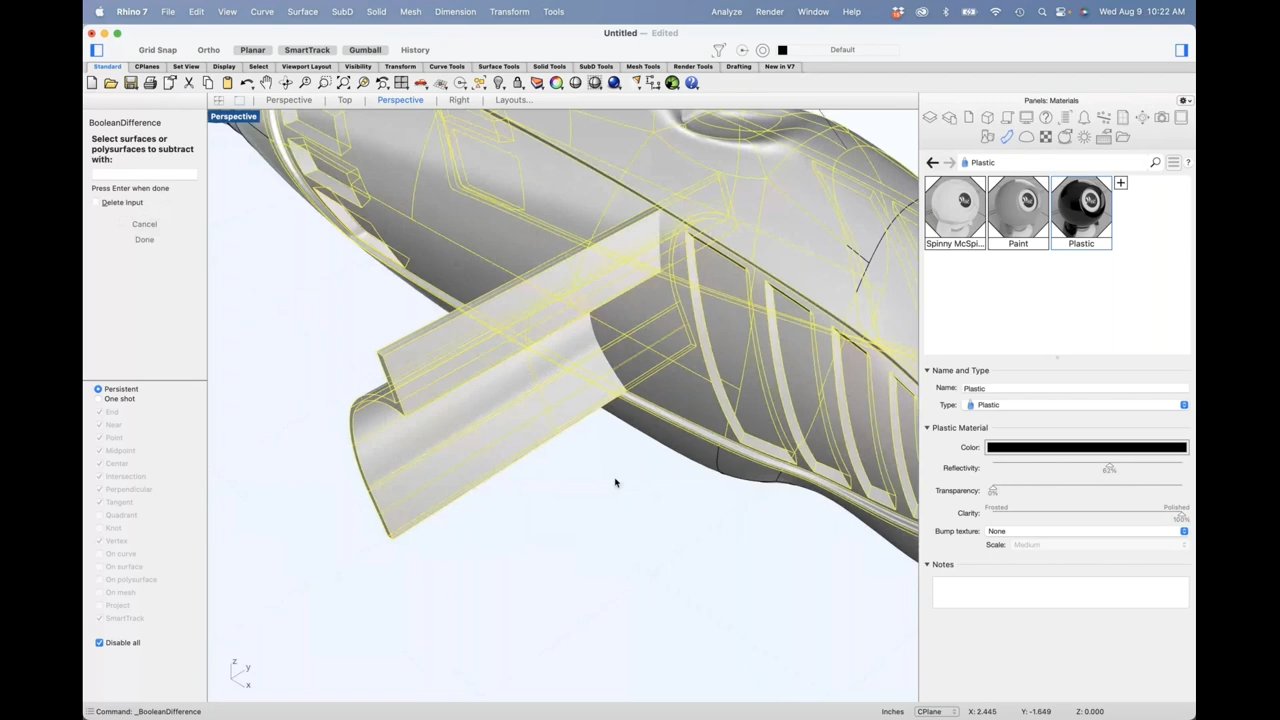 Rhino 7 File Edit View Curve Surface SubD Solid Mesh Dimension Transform Tools Analyze Render Window Help Wed Aug 9 10:22 AM
Untitled — Edited
Grid Snap Ortho Planar SmartTrack Gumball History Default
Standard CPlanes Set View Display Select Viewport Layout Visibility Transform Curve Tools Surface Tools Solid Tools SubD Tools Mesh Tools Render Tools Drafting New in V7
Perspective Top Perspective Right Layouts...
Panels: Materials
Perspective
BooleanDifference
Select surfaces or
polysurfaces to subtract
with:
Press Enter when done
Delete Input
Cancel
Done
Persistent
One shot
End
Near
Point
Midpoint
Center
Intersection
Perpendicular
Tangent
Quadrant
Knot
Vertex
On curve
On surface
On polysurface
On mesh
Project
SmartTrack
Disable all
z
y
x
Plastic
?
Spinny McSpi... Paint Plastic
Name and Type
Name: Plastic
Type: Plastic
Plastic Material
Color:
Reflectivity:
62%
Transparency:
0%
Frosted Polished
Clarity:
100%
Bump texture: None
Scale: Medium
Notes
Command: _BooleanDifference Inches CPlane X: 2.445 Y: -1.649 Z: 0.000